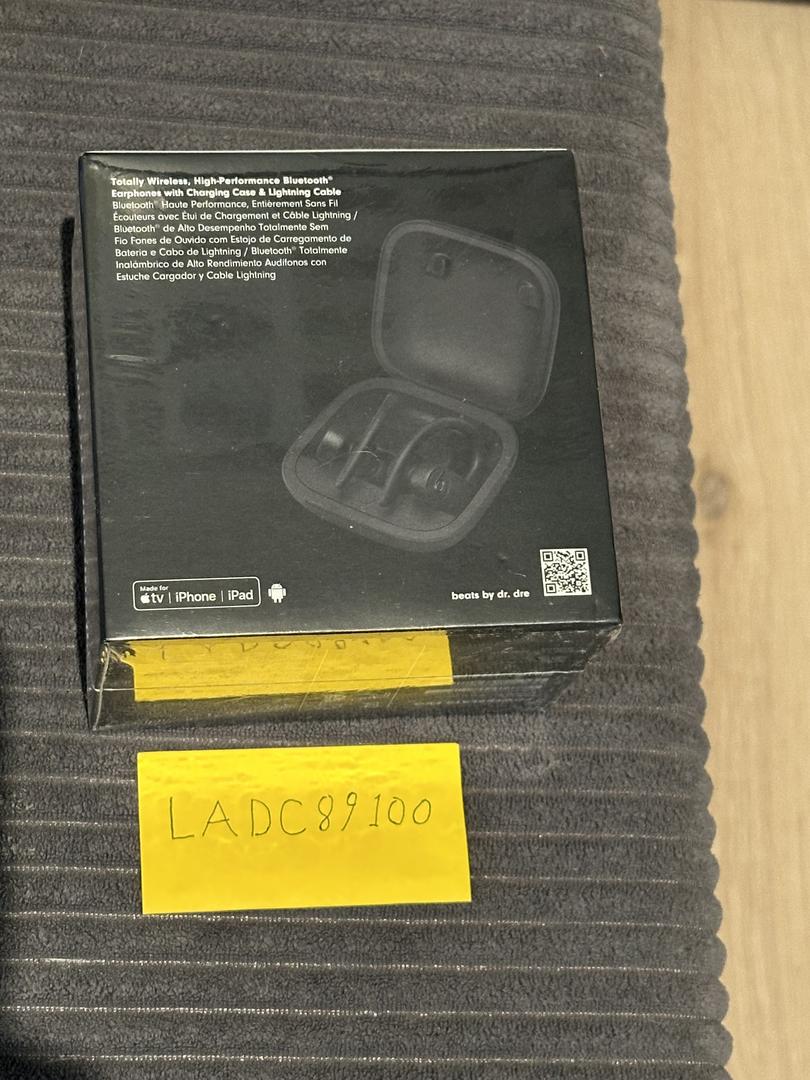 Totally Wireless, High-Performance Bluetooth®
Earphones with Charging Case & Lightning Cable
Bluetooth® Haute Performance, Entièrement Sans Fil
Écouteurs avec Étui de Chargement et Câble Lightning /
Bluetooth® de Alto Desempenho Totalmente Sem
Fio Fones de Ouvido com Estojo de Carregamento de
Bateria e Cabo de Lightning / Bluetooth® Totalmente
Inalámbrico de Alto Rendimiento Audífonos con
Estuche Cargador y Cable Lightning
Made for
tv | iPhone | iPad
beats by dr. dre
LADC89100